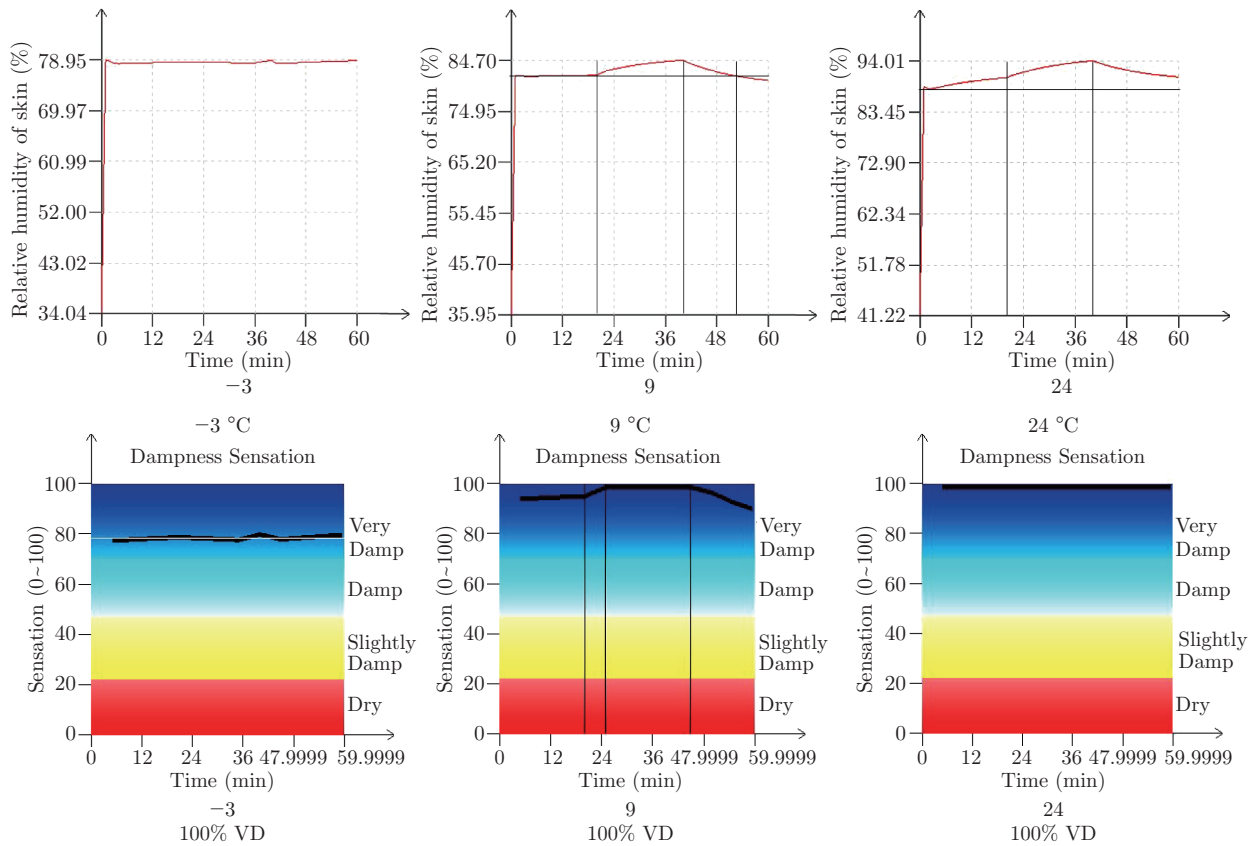 Relative humidity of skin (%)
78.95
69.97
60.99
52.00
43.02
34.04
0 12 24 36 48 60
Time (min)
−3
Relative humidity of skin (%)
84.70
74.95
65.20
55.45
45.70
35.95
0 12 24 36 48 60
Time (min)
9
Relative humidity of skin (%)
94.01
83.45
72.90
62.34
51.78
41.22
0 12 24 36 48 60
Time (min)
24
−3 °C
Dampness Sensation
Sensation (0~100)
100
80
60
40
20
0
Very
Damp
Damp
Slightly
Damp
Dry
0 12 24 36 47.9999 59.9999
Time (min)
−3
100% VD
9 °C
Dampness Sensation
Sensation (0~100)
100
80
60
40
20
0
Very
Damp
Damp
Slightly
Damp
Dry
0 12 24 36 47.9999 59.9999
Time (min)
9
100% VD
24 °C
Dampness Sensation
Sensation (0~100)
100
80
60
40
20
0
Very
Damp
Damp
Slightly
Damp
Dry
0 12 24 36 47.9999 59.9999
Time (min)
24
100% VD